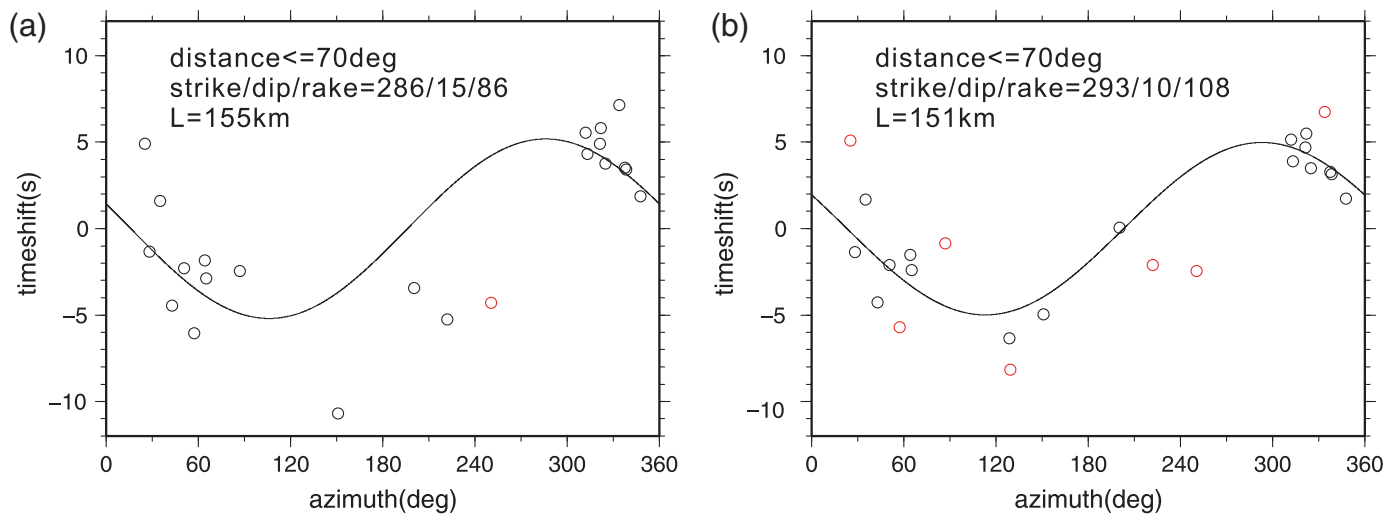 (a)
distance<=70deg
strike/dip/rake=286/15/86
L=155km
timeshift(s)
10
5
0
−5
−10
0 60 120 180 240 300 360
azimuth(deg)
(b)
distance<=70deg
strike/dip/rake=293/10/108
L=151km
timeshift(s)
10
5
0
−5
−10
0 60 120 180 240 300 360
azimuth(deg)